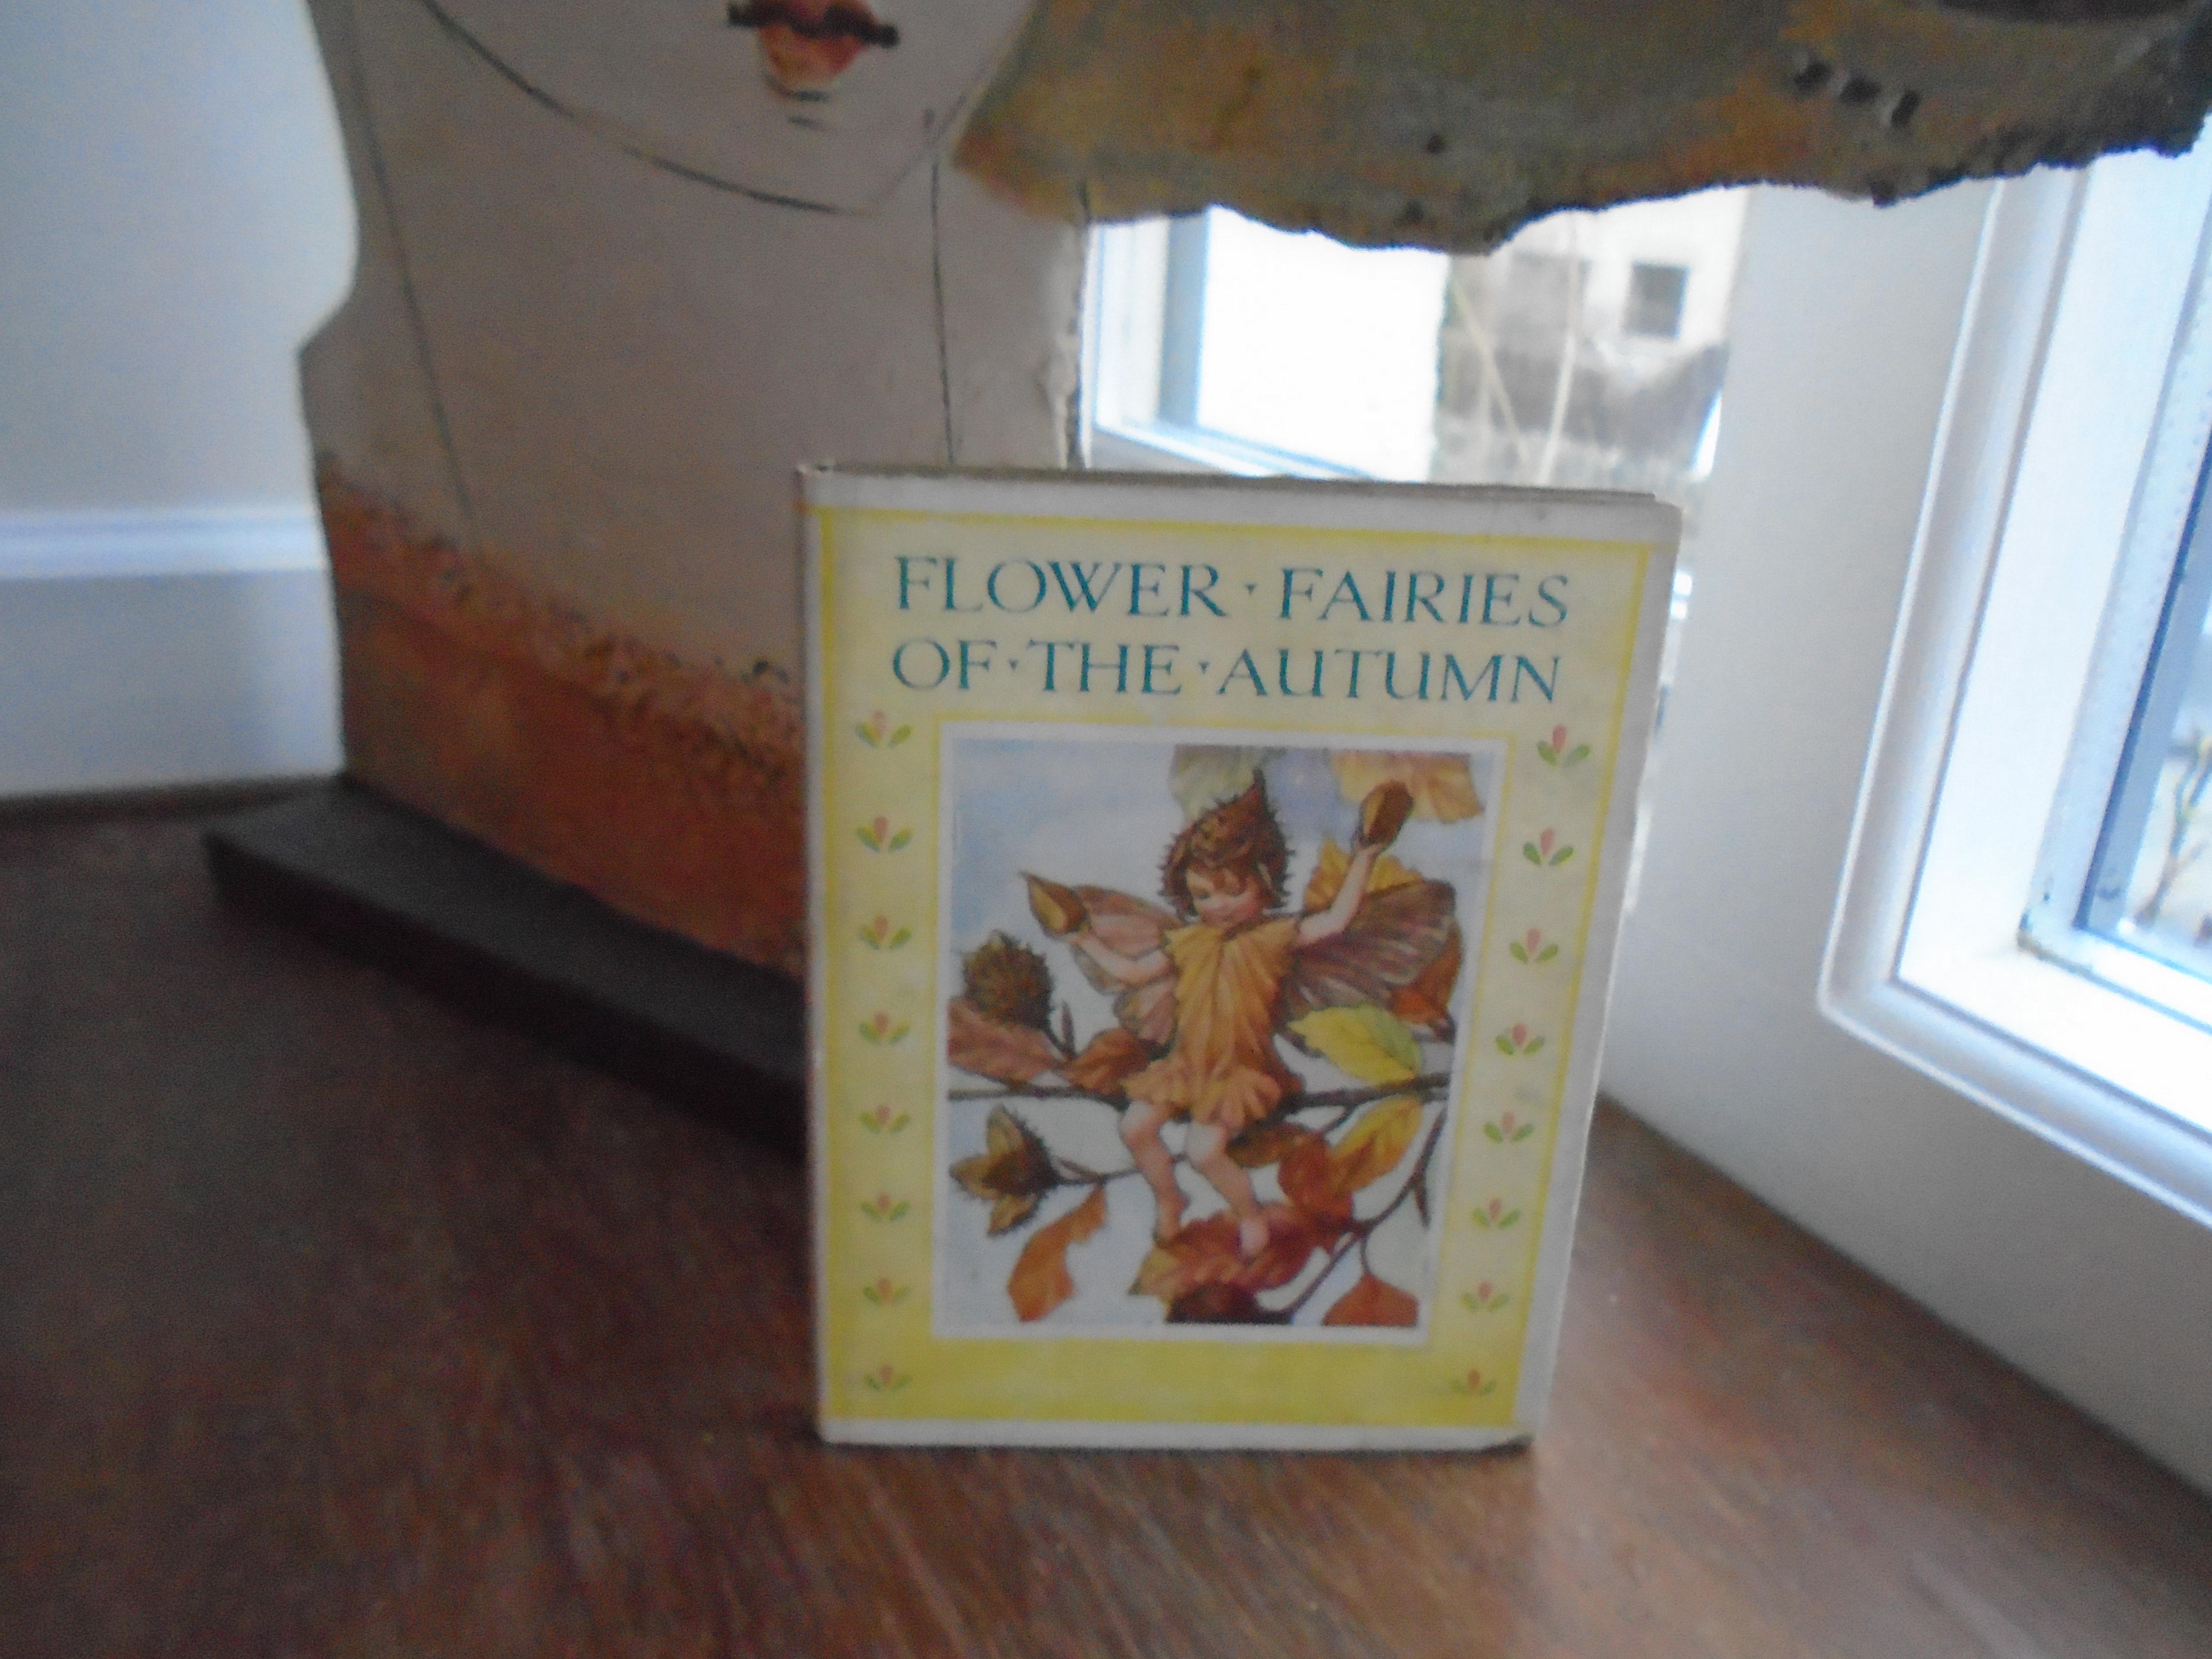 FLOWER · FAIRIES
OF · THE · AUTUMN